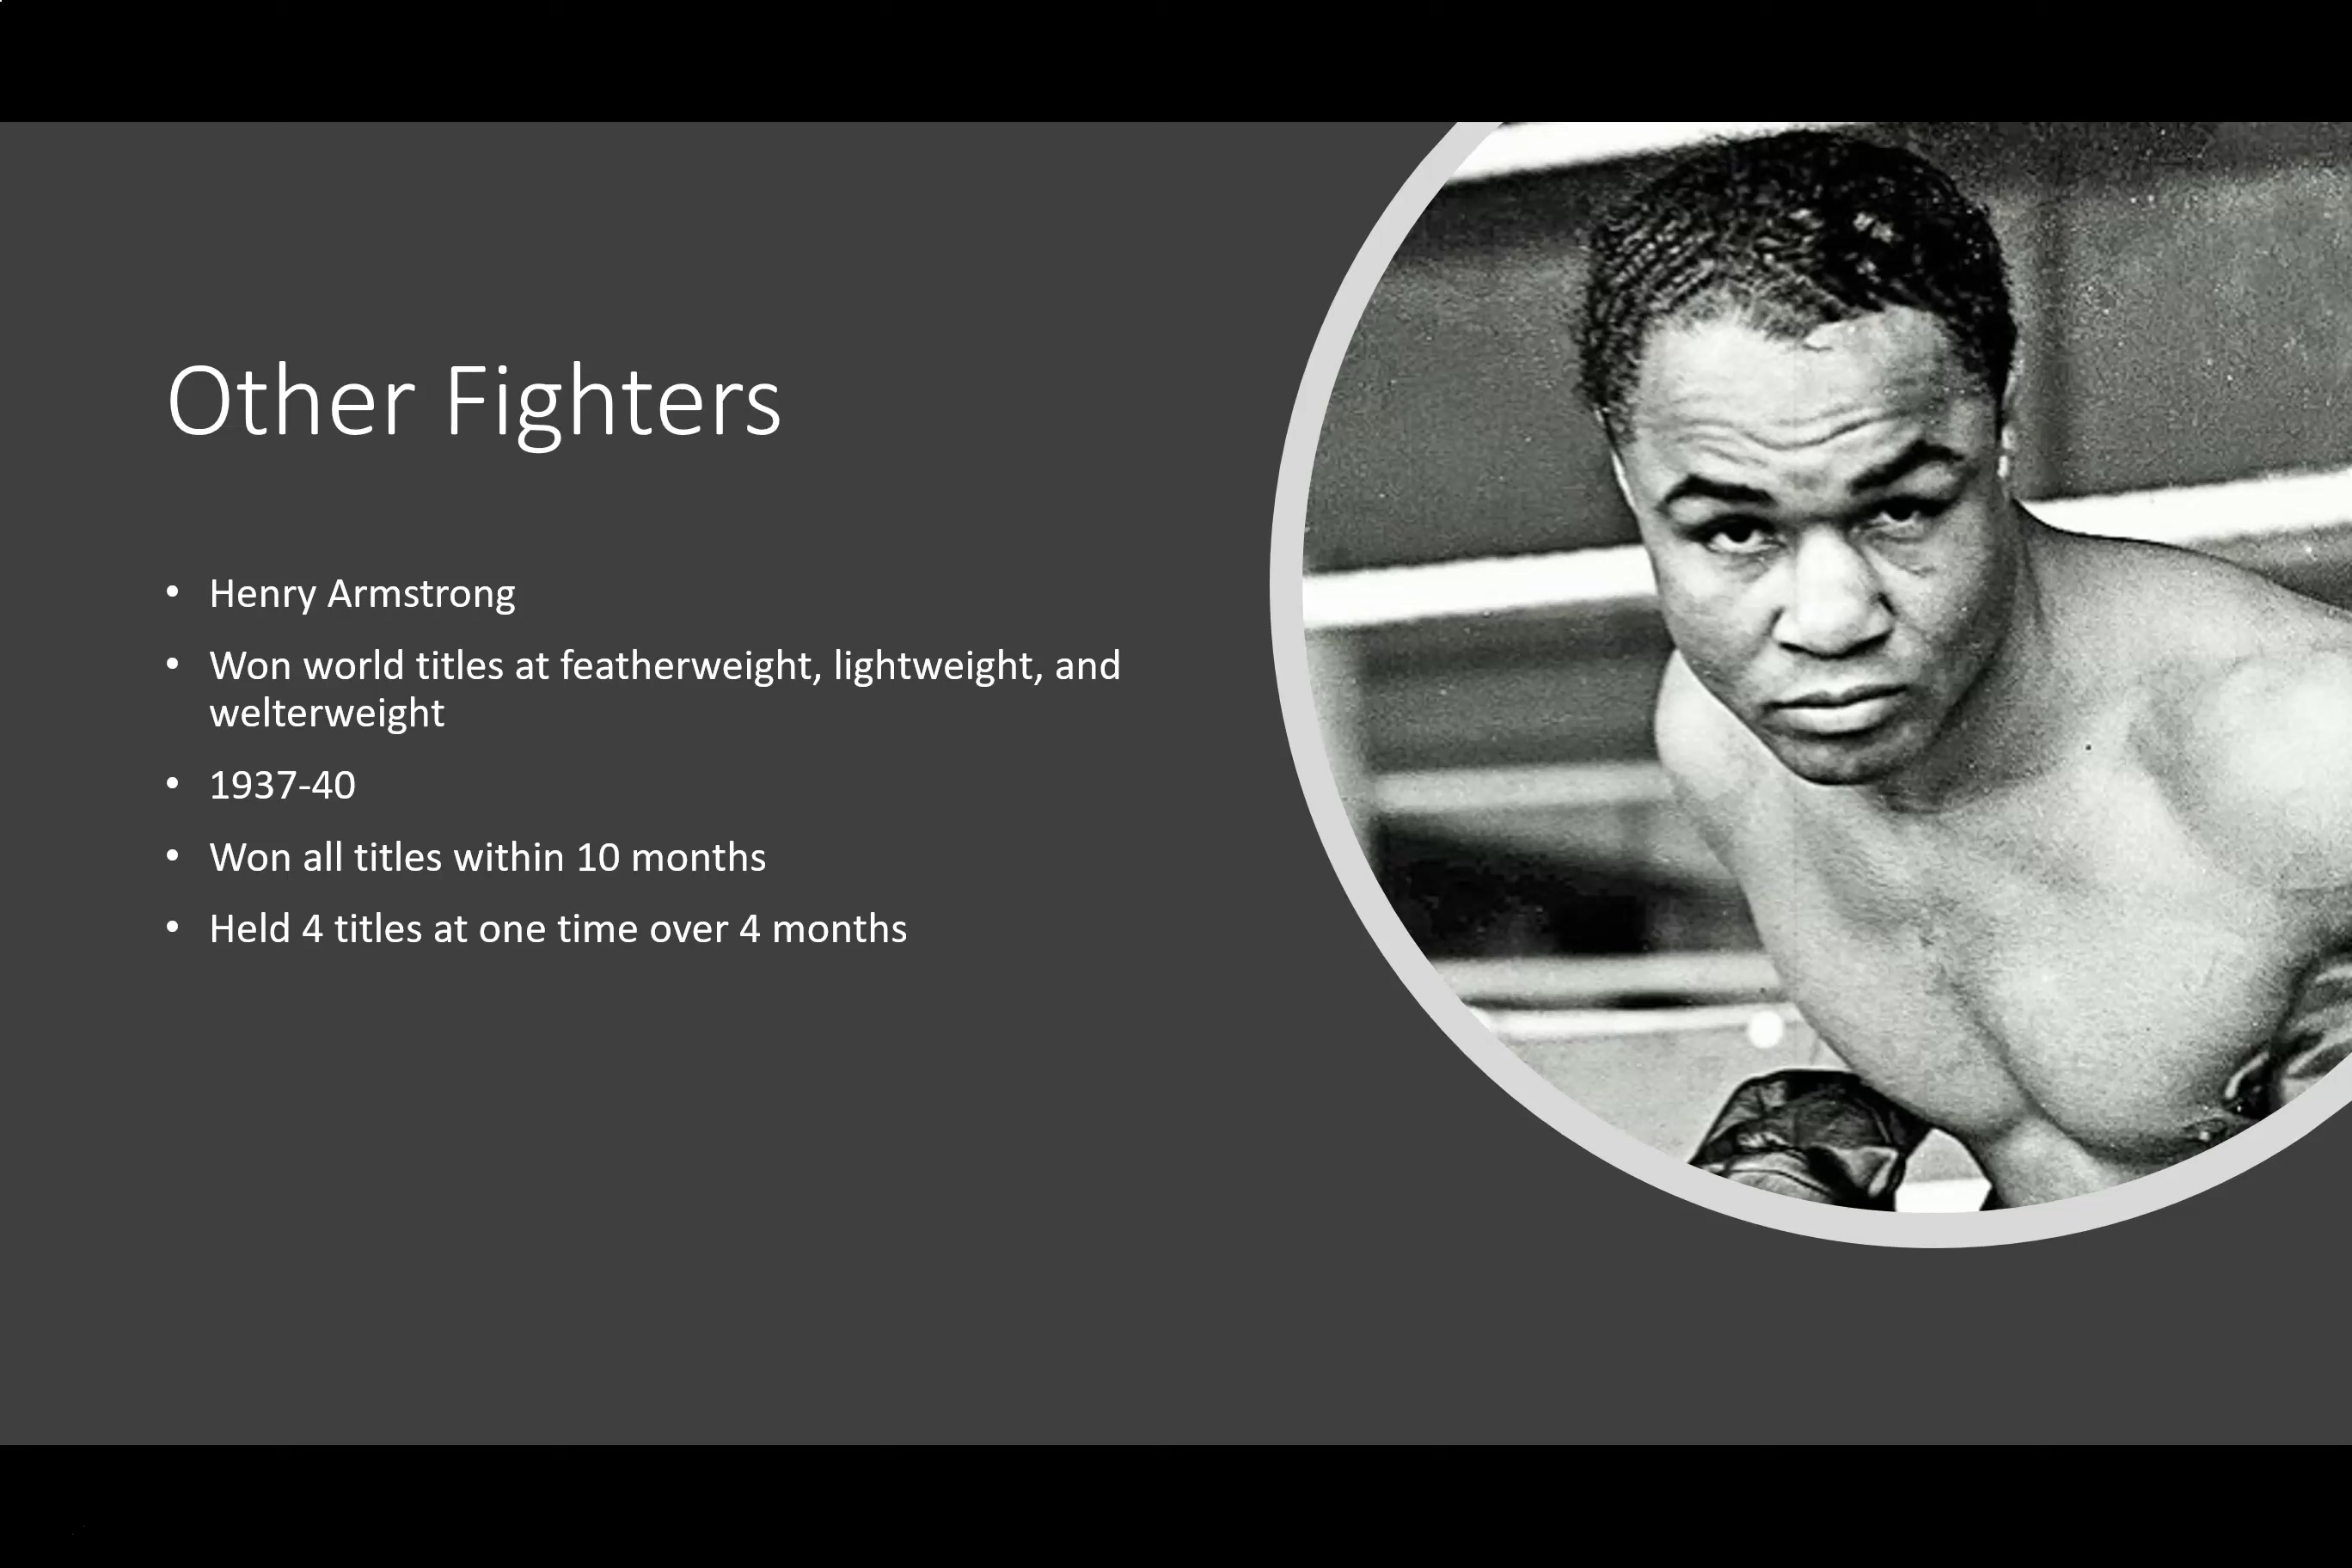 Other Fighters
• Henry Armstrong
• Won world titles at featherweight, lightweight, and
welterweight
• 1937-40
• Won all titles within 10 months
• Held 4 titles at one time over 4 months